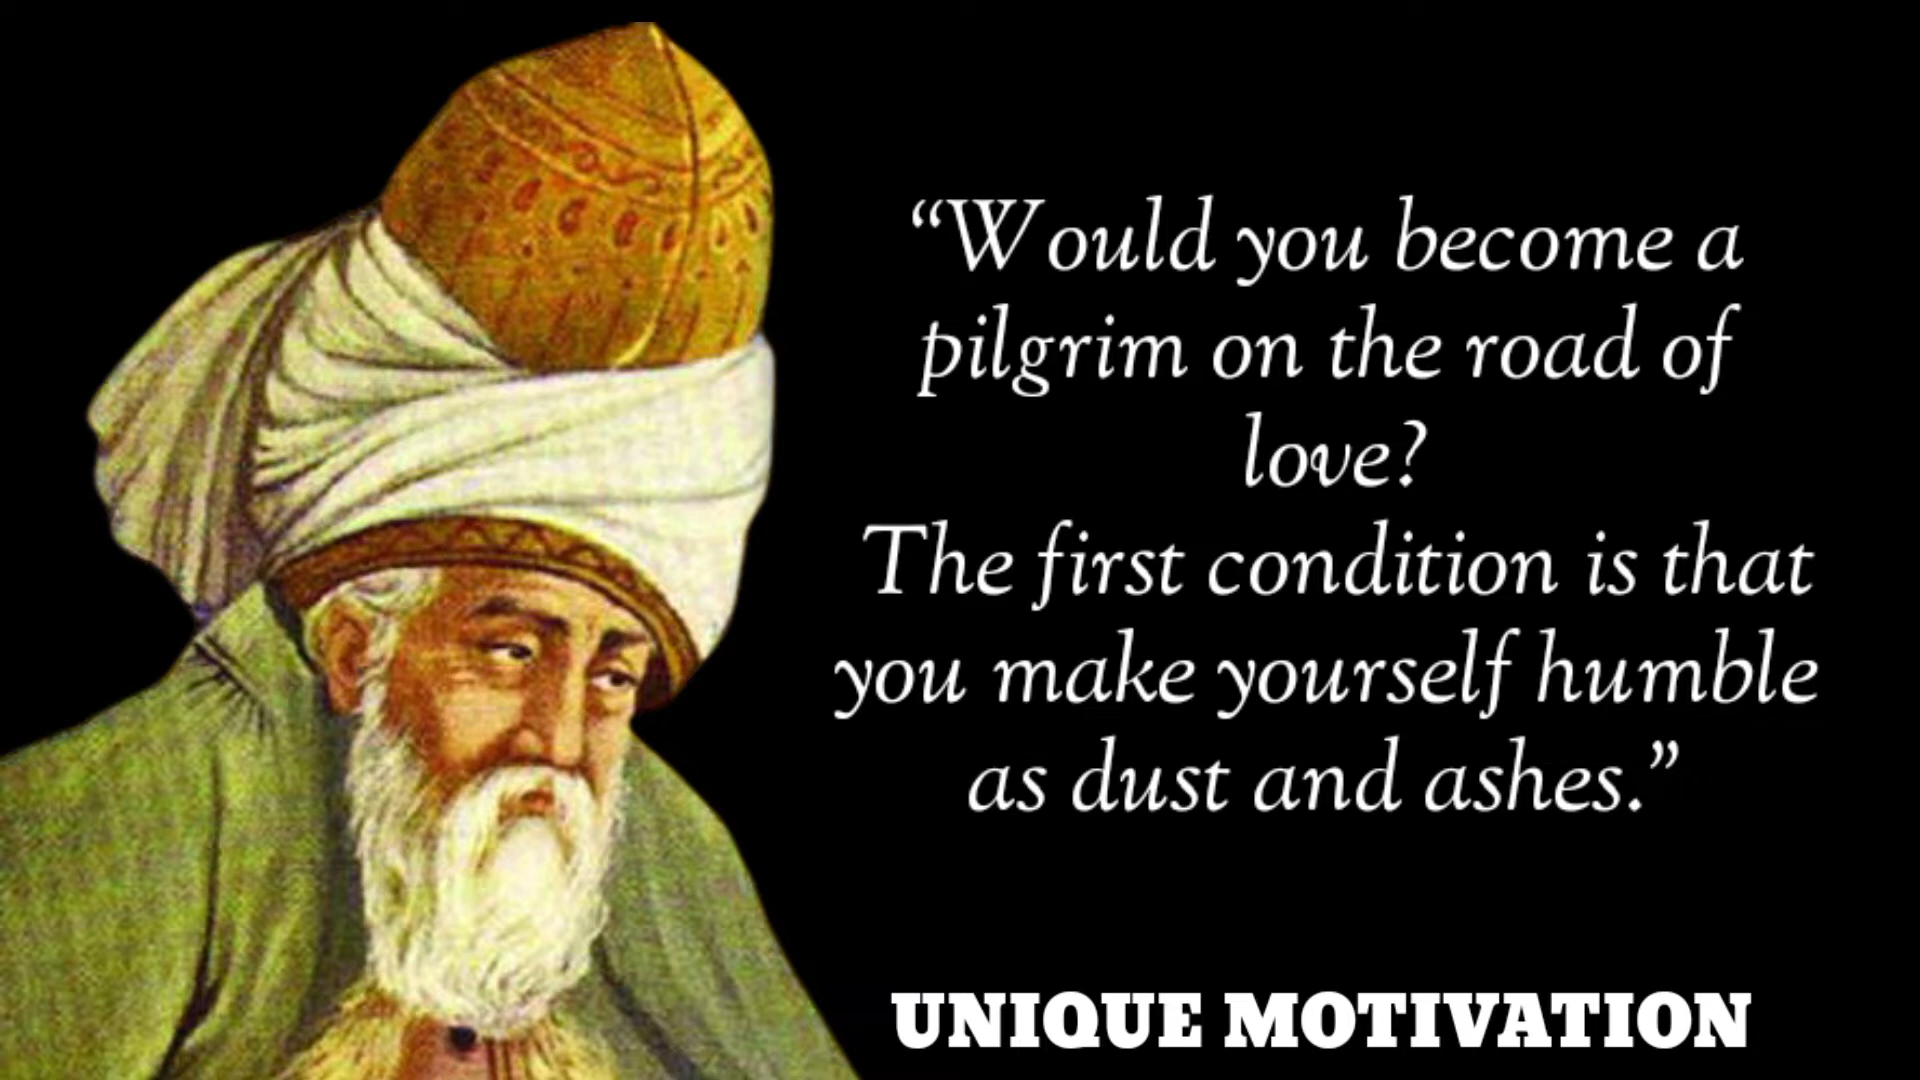 “Would you become a
pilgrim on the road of
love?
The first condition is that
you make yourself humble
as dust and ashes.”
UNIQUE MOTIVATION